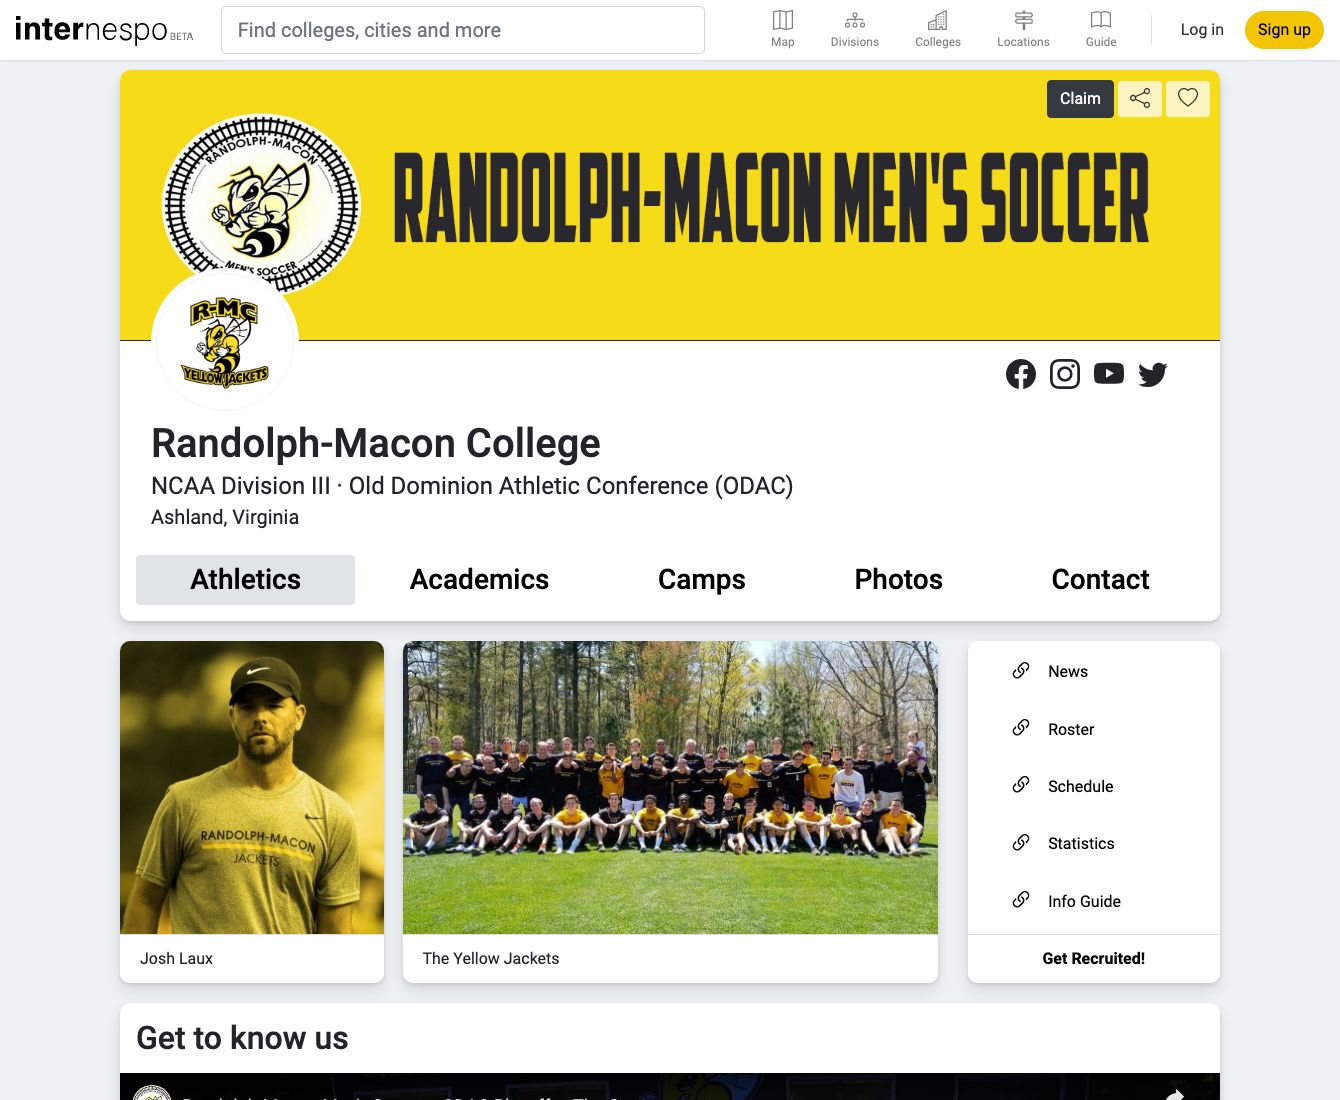 internespo BETA
Find colleges, cities and more
Map
Divisions
Colleges
Locations
Guide
Log in
Sign up
Claim
RANDOLPH-MACON
MEN'S SOCCER
RANDOLPH-MACON MEN'S SOCCER
R-MC
YELLOW JACKETS
Randolph-Macon College
NCAA Division III · Old Dominion Athletic Conference (ODAC)
Ashland, Virginia
Athletics
Academics
Camps
Photos
Contact
RANDOLPH-MACON
JACKETS
Josh Laux
The Yellow Jackets
News
Roster
Schedule
Statistics
Info Guide
Get Recruited!
Get to know us